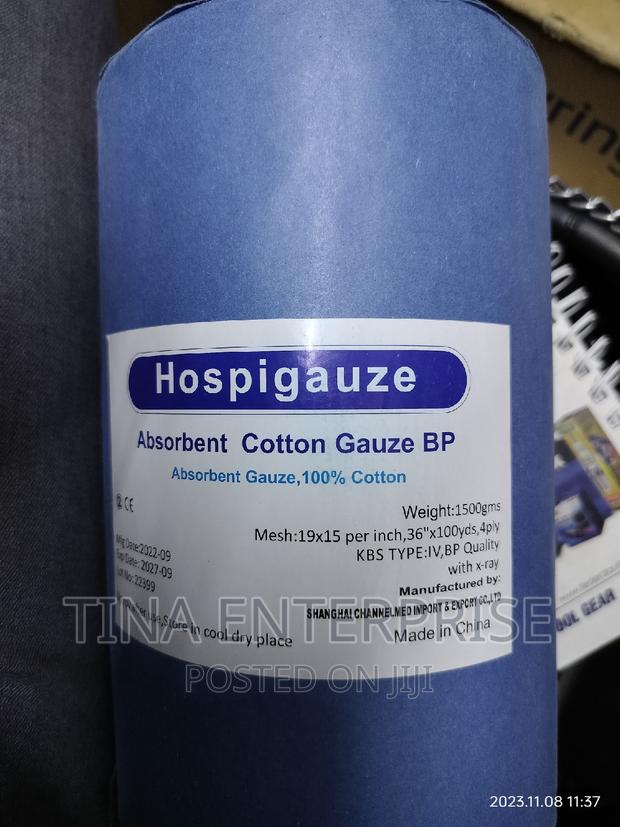 Hospigauze
Absorbent Cotton Gauze BP
Absorbent Gauze,100% Cotton
CE
Weight:1500gms
Mesh:19x15 per inch,36"x100yds,4ply
KBS TYPE:IV,BP Quality
with x-ray
Mfg Date:2022-09
Exp Date: 2027-09
Lot No: 22399
Manufactured by:
SHANGHAI CHANNELMED IMPORT & EXPORT CO.,LTD
use,Store in cool dry place
Made in China
TINA ENTERPRISE
POSTED ON JIJI
GEAR
2023.11.08 11:37